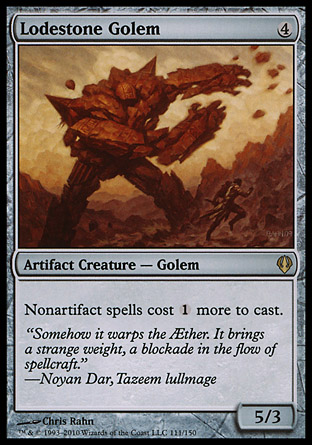 Lodestone Golem 4
Artifact Creature — Golem
Nonartifact spells cost 1 more to cast.
“Somehow it warps the Æther. It brings
a strange weight, a blockade in the flow of
spellcraft.”
—Noyan Dar, Tazeem lullmage
Chris Rahn
™ & © 1993–2010 Wizards of the Coast LLC 111/150
5/3